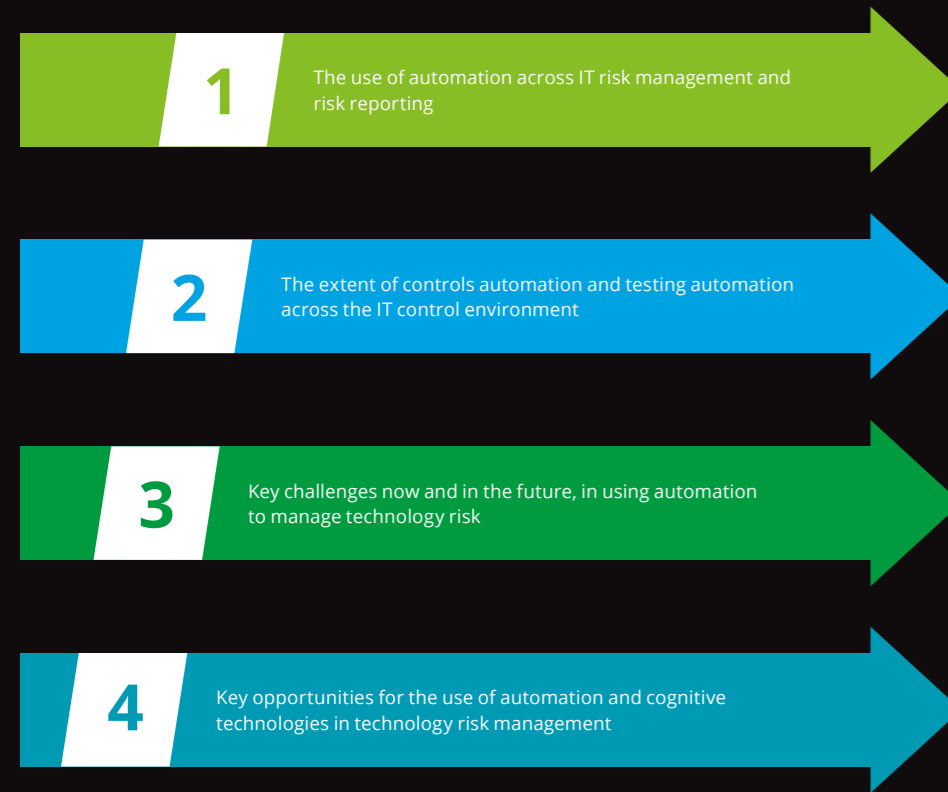 1
The use of automation across IT risk management and
risk reporting
2
The extent of controls automation and testing automation
across the IT control environment
3
Key challenges now and in the future, in using automation
to manage technology risk
4
Key opportunities for the use of automation and cognitive
technologies in technology risk management